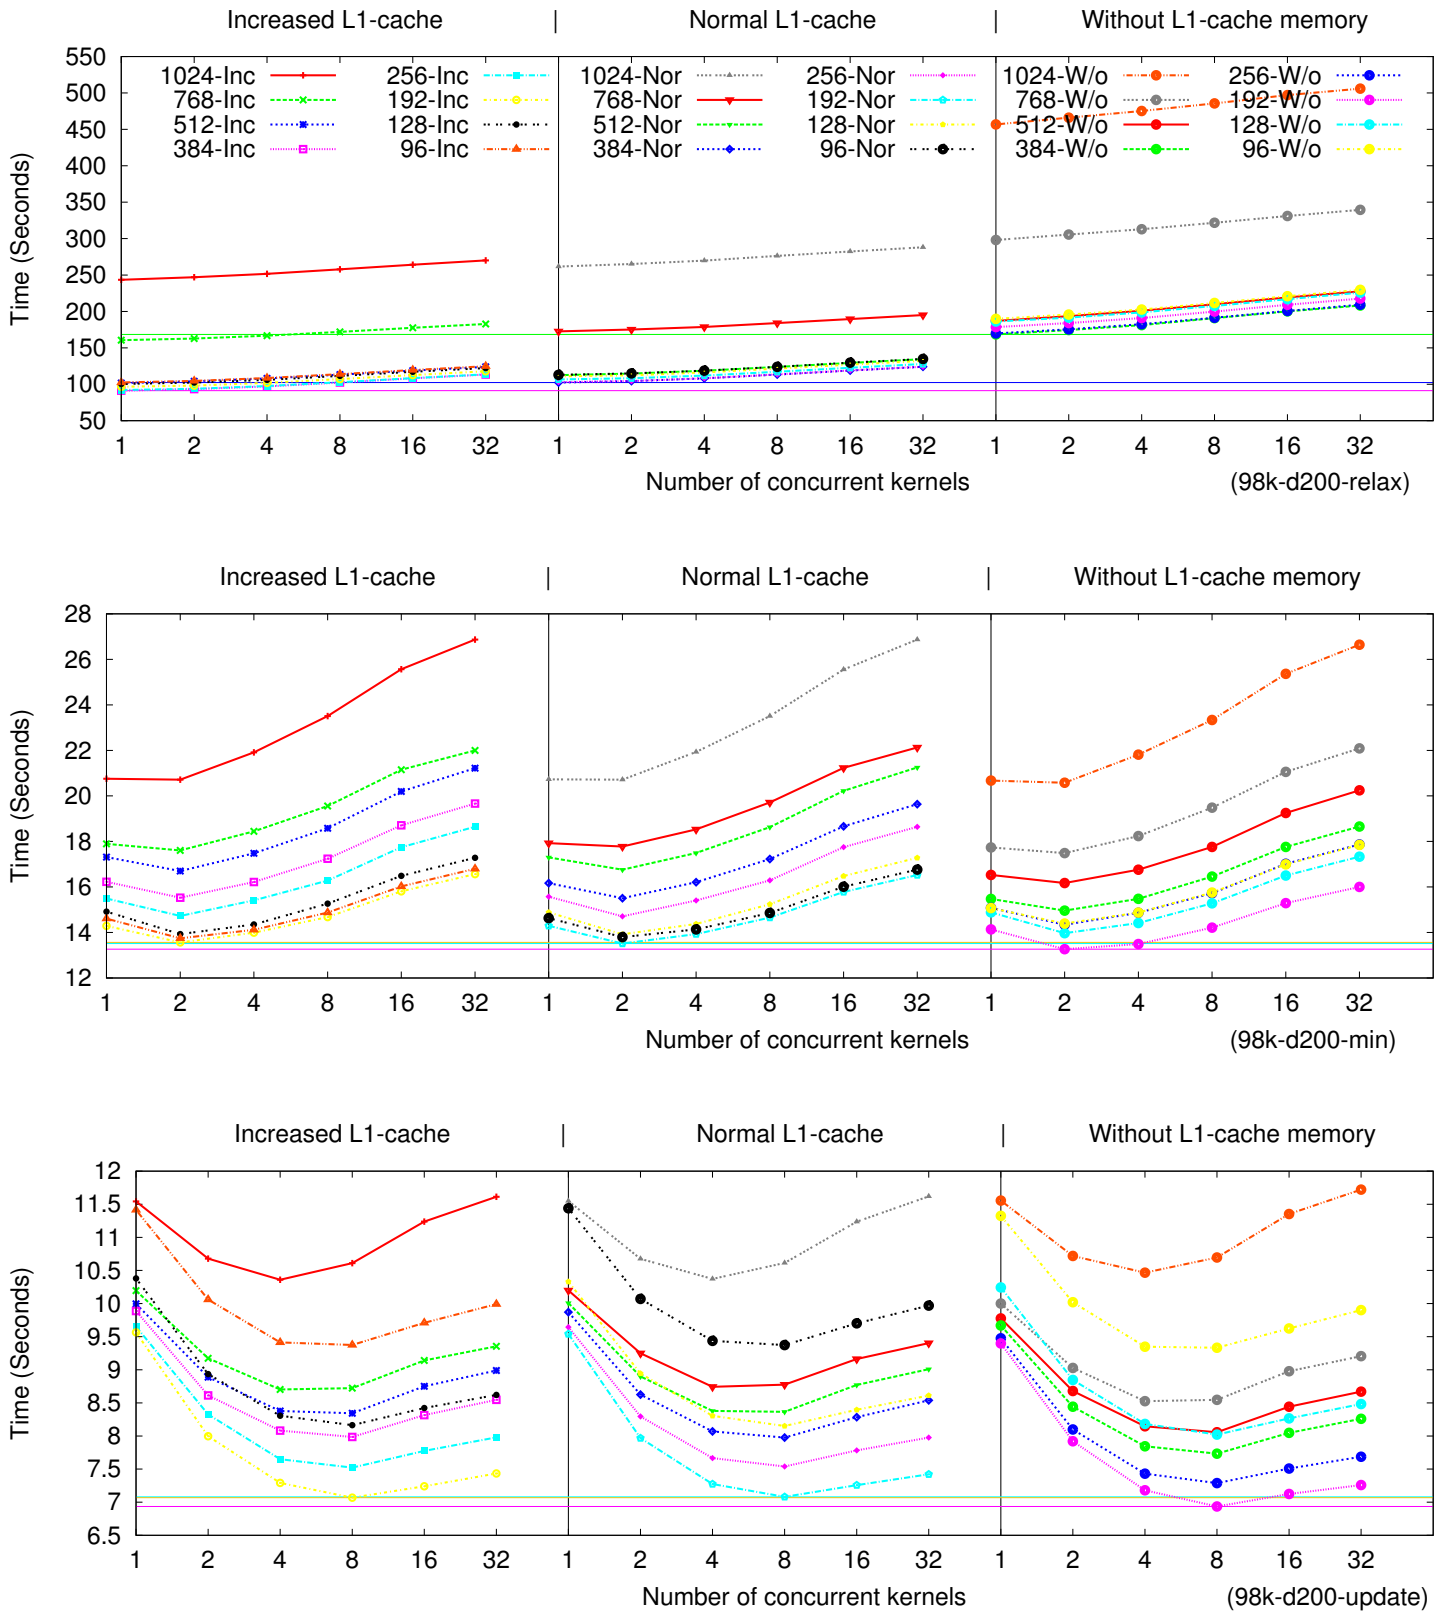 Increased L1-cache | Normal L1-cache | Without L1-cache memory
550
500
450
400
350
300
250
200
150
100
50
Time (Seconds)
1024-Inc 256-Inc 1024-Nor 256-Nor 1024-W/o 256-W/o
768-Inc 192-Inc 768-Nor 192-Nor 768-W/o 192-W/o
512-Inc 128-Inc 512-Nor 128-Nor 512-W/o 128-W/o
384-Inc 96-Inc 384-Nor 96-Nor 384-W/o 96-W/o
1 2 4 8 16 32 1 2 4 8 16 32 1 2 4 8 16 32
Number of concurrent kernels (98k-d200-relax)
Increased L1-cache | Normal L1-cache | Without L1-cache memory
28
26
24
22
20
18
16
14
12
Time (Seconds)
1 2 4 8 16 32 1 2 4 8 16 32 1 2 4 8 16 32
Number of concurrent kernels (98k-d200-min)
Increased L1-cache | Normal L1-cache | Without L1-cache memory
12
11.5
11
10.5
10
9.5
9
8.5
8
7.5
7
6.5
Time (Seconds)
1 2 4 8 16 32 1 2 4 8 16 32 1 2 4 8 16 32
Number of concurrent kernels (98k-d200-update)